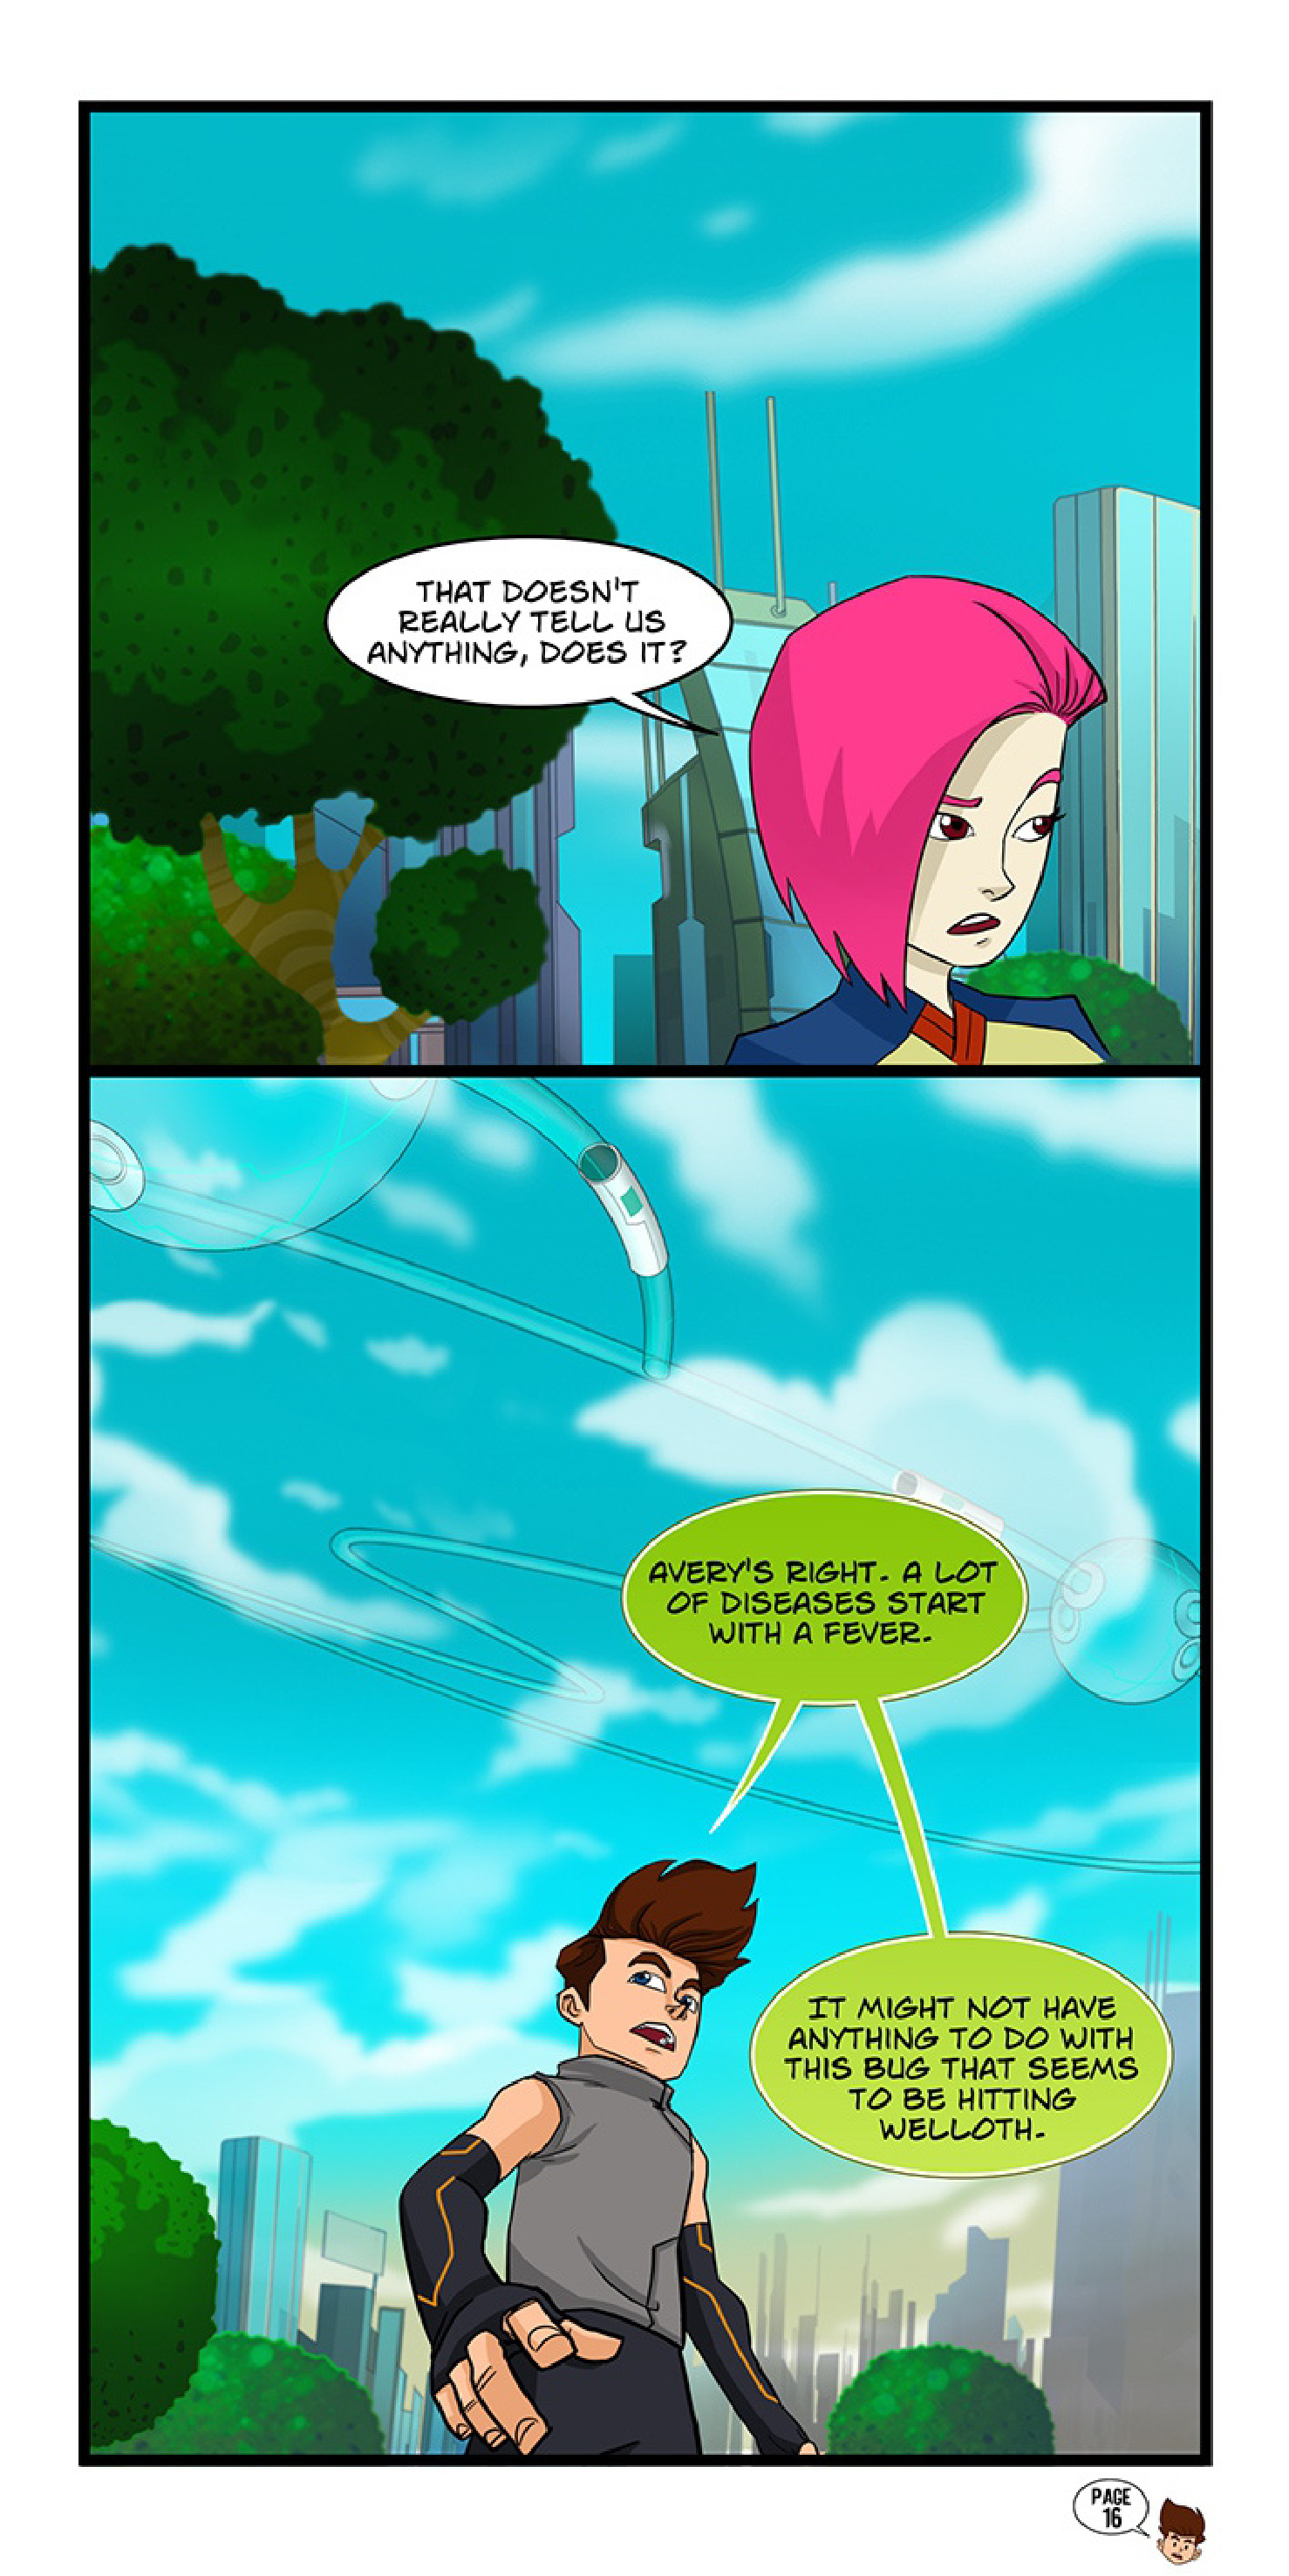 THAT DOESN'T
REALLY TELL US
ANYTHING, DOES IT?
AVERY'S RIGHT. A LOT
OF DISEASES START
WITH A FEVER.
IT MIGHT NOT HAVE
ANYTHING TO DO WITH
THIS BUG THAT SEEMS
TO BE HITTING
WELLOTH.
PAGE
16